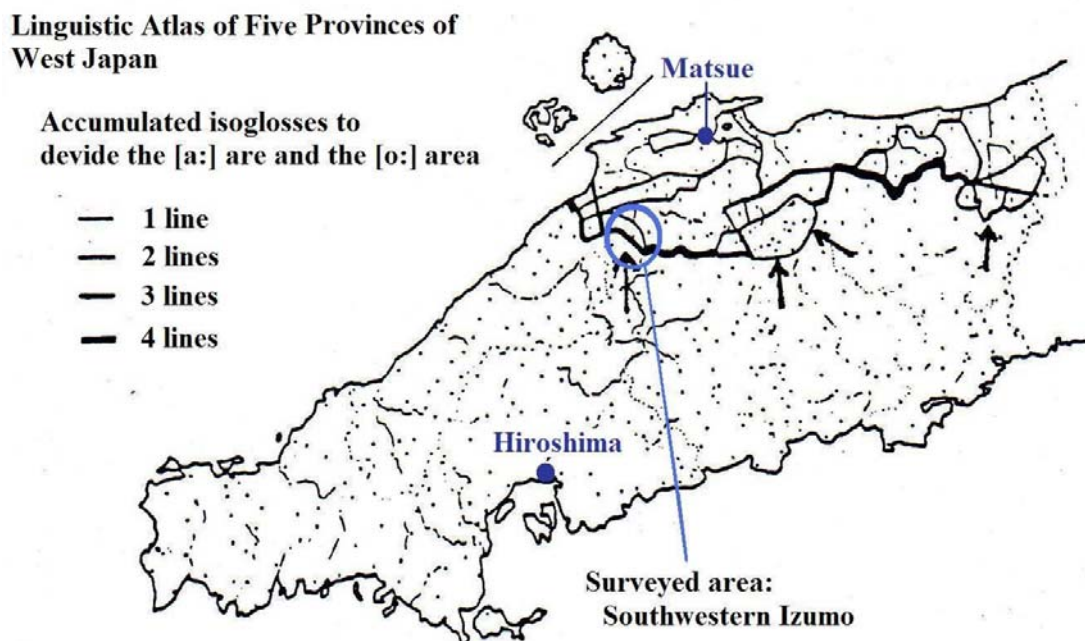 Linguistic Atlas of Five Provinces of
West Japan
Matsue
Accumulated isoglosses to
devide the [a:] are and the [o:] area
1 line
2 lines
3 lines
4 lines
Hiroshima
Surveyed area:
Southwestern Izumo